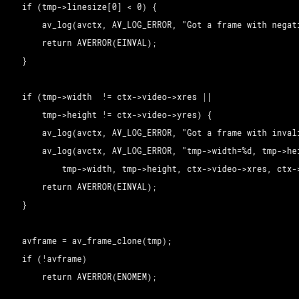 if (tmp->linesize[0] < 0) {
av_log(avctx, AV_LOG_ERROR, "Got a frame with negati
return AVERROR(EINVAL);
}
if (tmp->width != ctx->video->xres ||
tmp->height != ctx->video->yres) {
av_log(avctx, AV_LOG_ERROR, "Got a frame with invali
av_log(avctx, AV_LOG_ERROR, "tmp->width=%d, tmp->hei
tmp->width, tmp->height, ctx->video->xres, ctx->
return AVERROR(EINVAL);
}
avframe = av_frame_clone(tmp);
if (!avframe)
return AVERROR(ENOMEM);